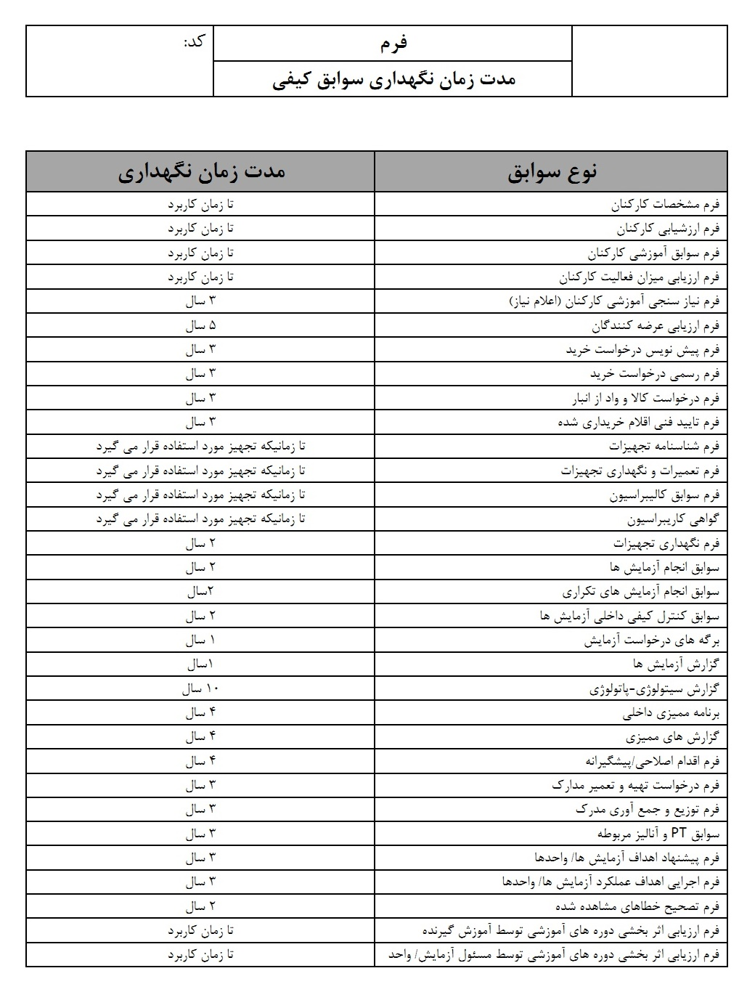 فرم
کد:
مدت زمان نگهداری سوابق کیفی
نوع سوابق مدت زمان نگهداری
فرم مشخصات کارکنان تا زمان کاربرد
فرم ارزشیابی کارکنان تا زمان کاربرد
فرم سوابق آموزشی کارکنان تا زمان کاربرد
فرم ارزیابی میزان فعالیت کارکنان تا زمان کاربرد
فرم نیاز سنجی آموزشی کارکنان (اعلام نیاز) ۳ سال
فرم ارزیابی عرضه کنندگان ۵ سال
فرم پیش نویس درخواست خرید ۳ سال
فرم رسمی درخواست خرید ۳ سال
فرم درخواست کالا و واد از انبار ۳ سال
فرم تایید فنی اقلام خریداری شده ۳ سال
فرم شناسنامه تجهیزات تا زمانیکه تجهیز مورد استفاده قرار می گیرد
فرم تعمیرات و نگهداری تجهیزات تا زمانیکه تجهیز مورد استفاده قرار می گیرد
فرم سوابق کالیبراسیون تا زمانیکه تجهیز مورد استفاده قرار می گیرد
گواهی کاریبراسیون تا زمانیکه تجهیز مورد استفاده قرار می گیرد
فرم نگهداری تجهیزات ۲ سال
سوابق انجام آزمایش ها ۲ سال
سوابق انجام آزمایش های تکراری ۲سال
سوابق کنترل کیفی داخلی آزمایش ها ۲ سال
برگه های درخواست آزمایش ۱ سال
گزارش آزمایش ها ۱سال
گزارش سیتولوژی-پاتولوژی ۱۰ سال
برنامه ممیزی داخلی ۴ سال
گزارش های ممیزی ۴ سال
فرم اقدام اصلاحی/پیشگیرانه ۴ سال
فرم درخواست تهیه و تعمیر مدارک ۳ سال
فرم توزیع و جمع آوری مدرک ۳ سال
سوابق PT و آنالیز مربوطه ۳ سال
فرم پیشنهاد اهداف آزمایش ها/ واحدها ۳ سال
فرم اجرایی اهداف عملکرد آزمایش ها/ واحدها ۳ سال
فرم تصحیح خطاهای مشاهده شده ۲ سال
فرم ارزیابی اثر بخشی دوره های آموزشی توسط آموزش گیرنده تا زمان کاربرد
فرم ارزیابی اثر بخشی دوره های آموزشی توسط مسئول آزمایش/ واحد تا زمان کاربرد